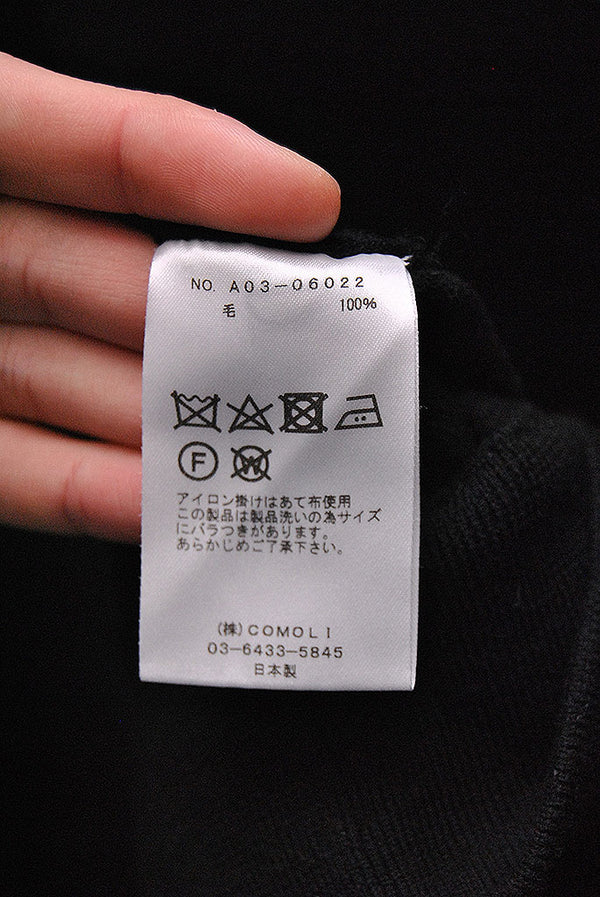 NO. A03-06022
毛 100%
F W
アイロン掛けはあて布使用
この製品は製品洗いの為サイズ
にバラつきがあります。
あらかじめご了承下さい。
(株)COMOLI
03-6433-5845
日本製